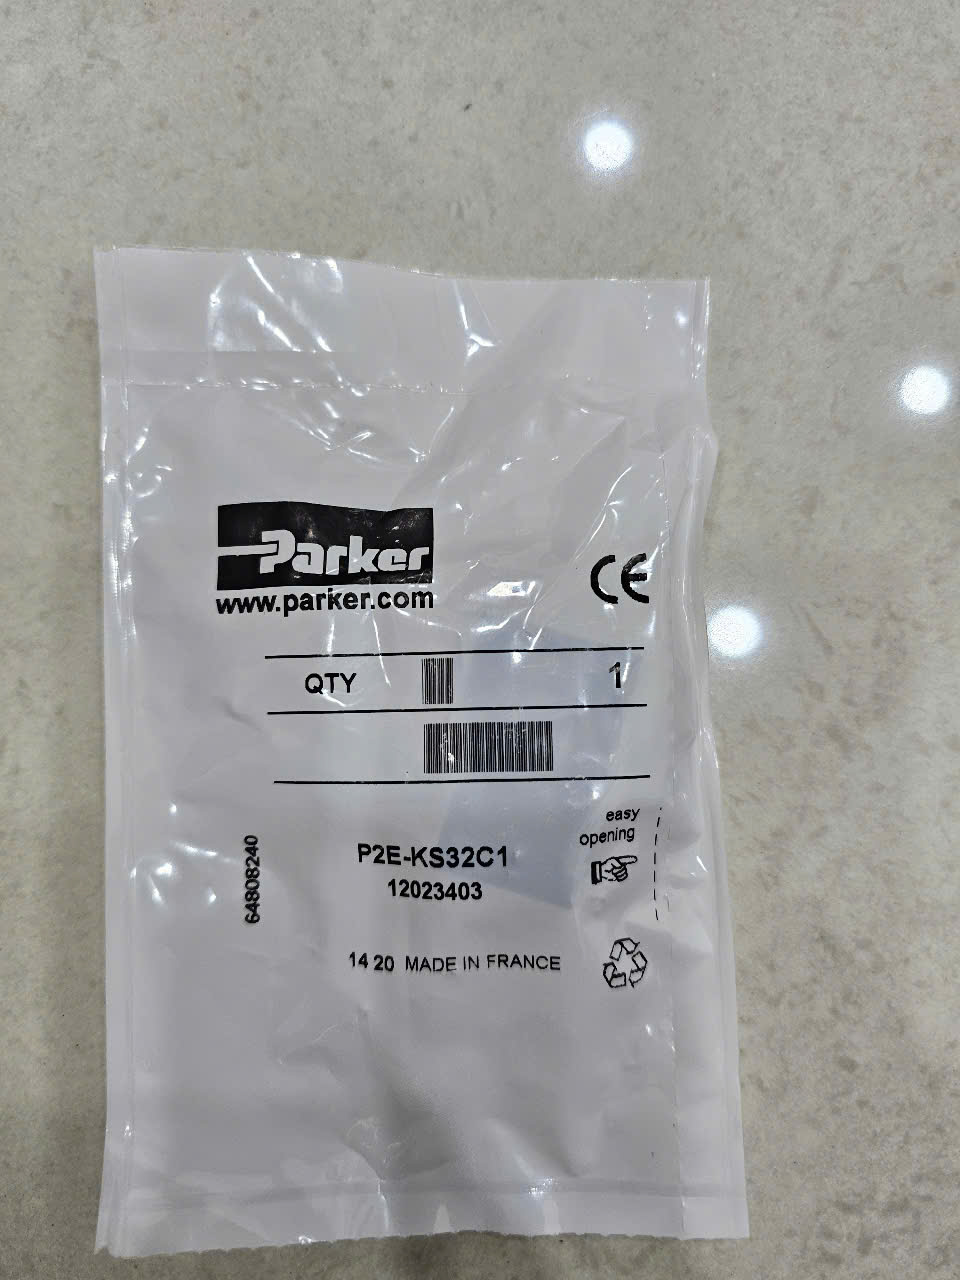 Parker
www.parker.com
CE
QTY 1
easy
opening
P2E-KS32C1
12023403
64808240
14 20 MADE IN FRANCE